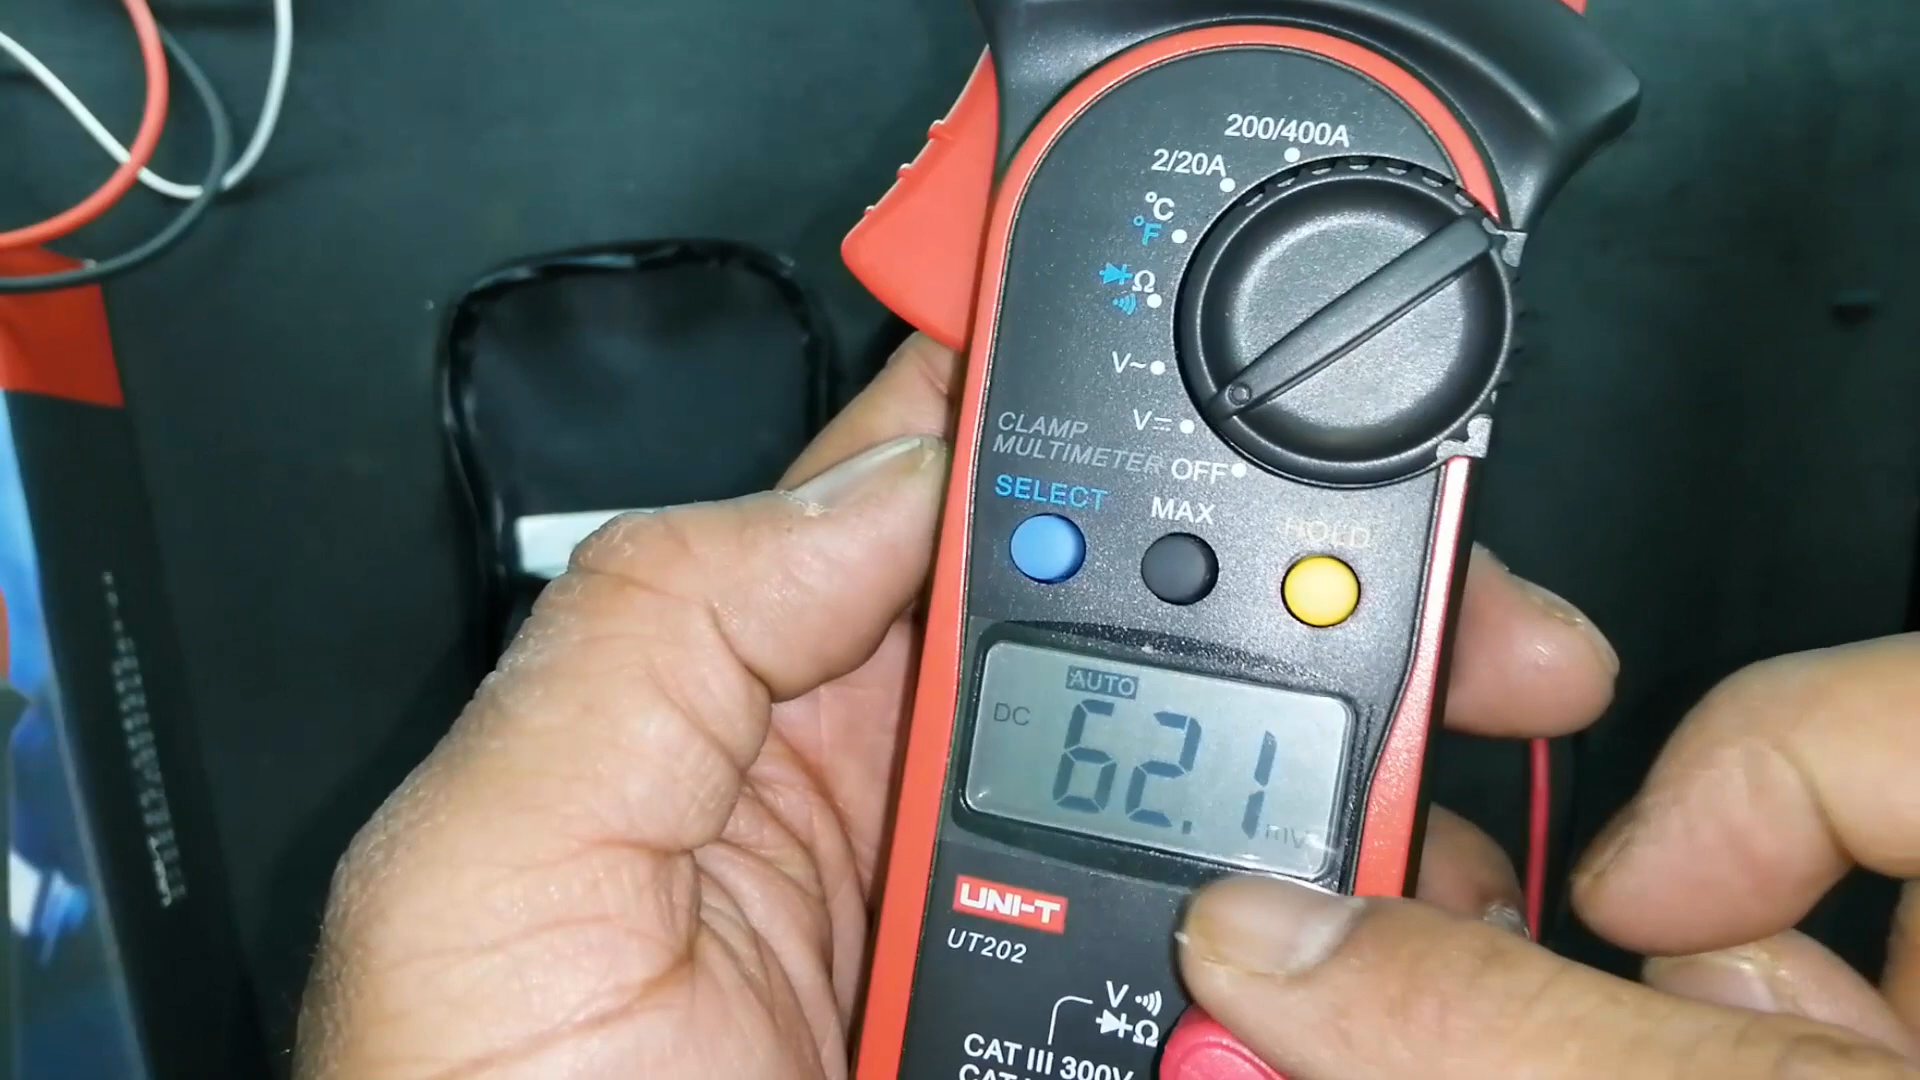 200/400A
2/20A
°C
°F
Ω
V~
V⎓
CLAMP
MULTIMETER
OFF
SELECT
MAX
HOLD
AUTO
DC
62.1
mV
UNI-T
UT202
V
Ω
CAT III 300V